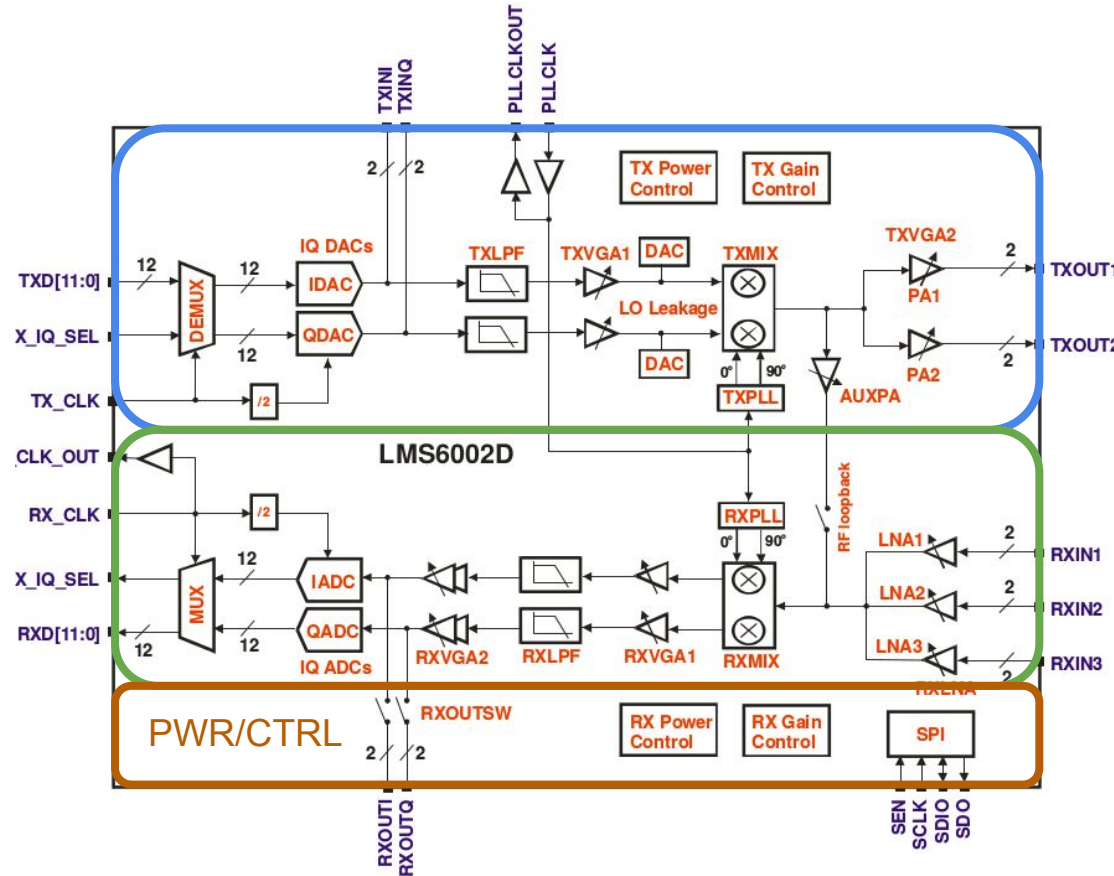 TXINI
TXINQ
PLLCLKOUT
PLLCLK
2
2
TX Power
Control
TX Gain
Control
IQ DACs
TXLPF
TXVGA1
DAC
TXMIX
TXVGA2
2
TXD[11:0]
12
12
IDAC
PA1
TXOUT1
DEMUX
LO Leakage
X_IQ_SEL
12
QDAC
DAC
PA2
2
TXOUT2
0°
90°
TX_CLK
/2
TXPLL
AUXPA
_CLK_OUT
LMS6002D
RX_CLK
/2
RXPLL
RF loopback
0°
90°
LNA1
2
RXIN1
X_IQ_SEL
MUX
12
IADC
LNA2
2
RXIN2
RXD[11:0]
12
12
QADC
IQ ADCs
RXVGA2
RXLPF
RXVGA1
RXMIX
LNA3
2
RXIN3
RXLNA
PWR/CTRL
RXOUTSW
2
2
RX Power
Control
RX Gain
Control
SPI
RXOUTI
RXOUTQ
SEN
SCLK
SDIO
SDO